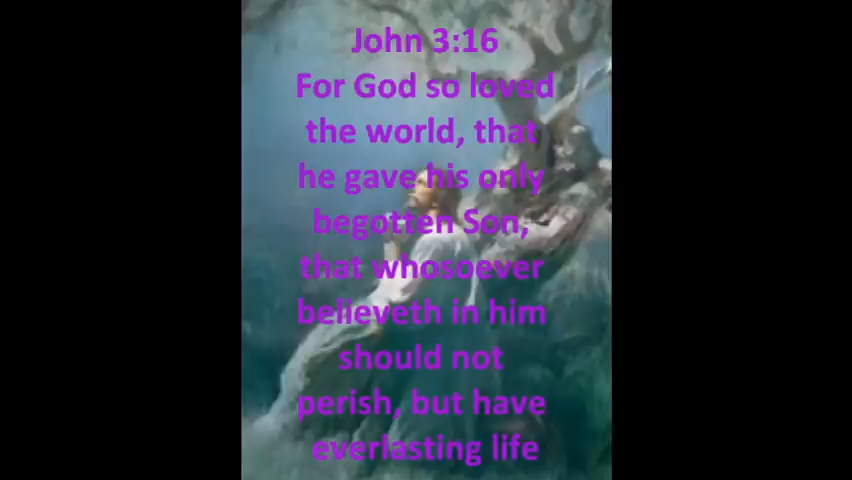 John 3:16
For God so loved
the world, that
he gave his only
begotten Son,
that whosoever
believeth in him
should not
perish, but have
everlasting life